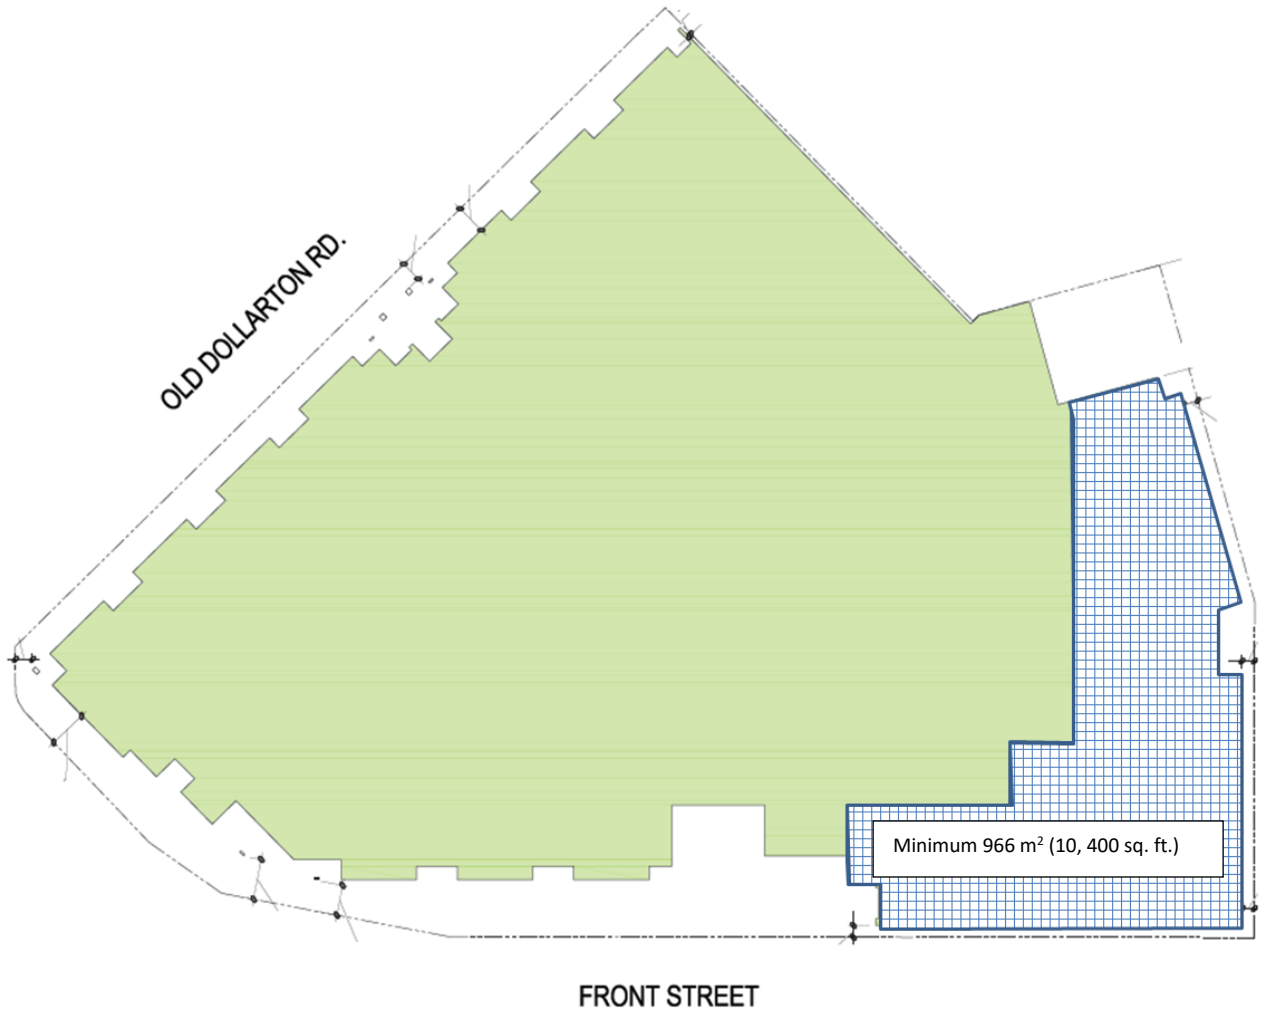 OLD DOLLARTON RD.
Minimum 966 m² (10, 400 sq. ft.)
FRONT STREET